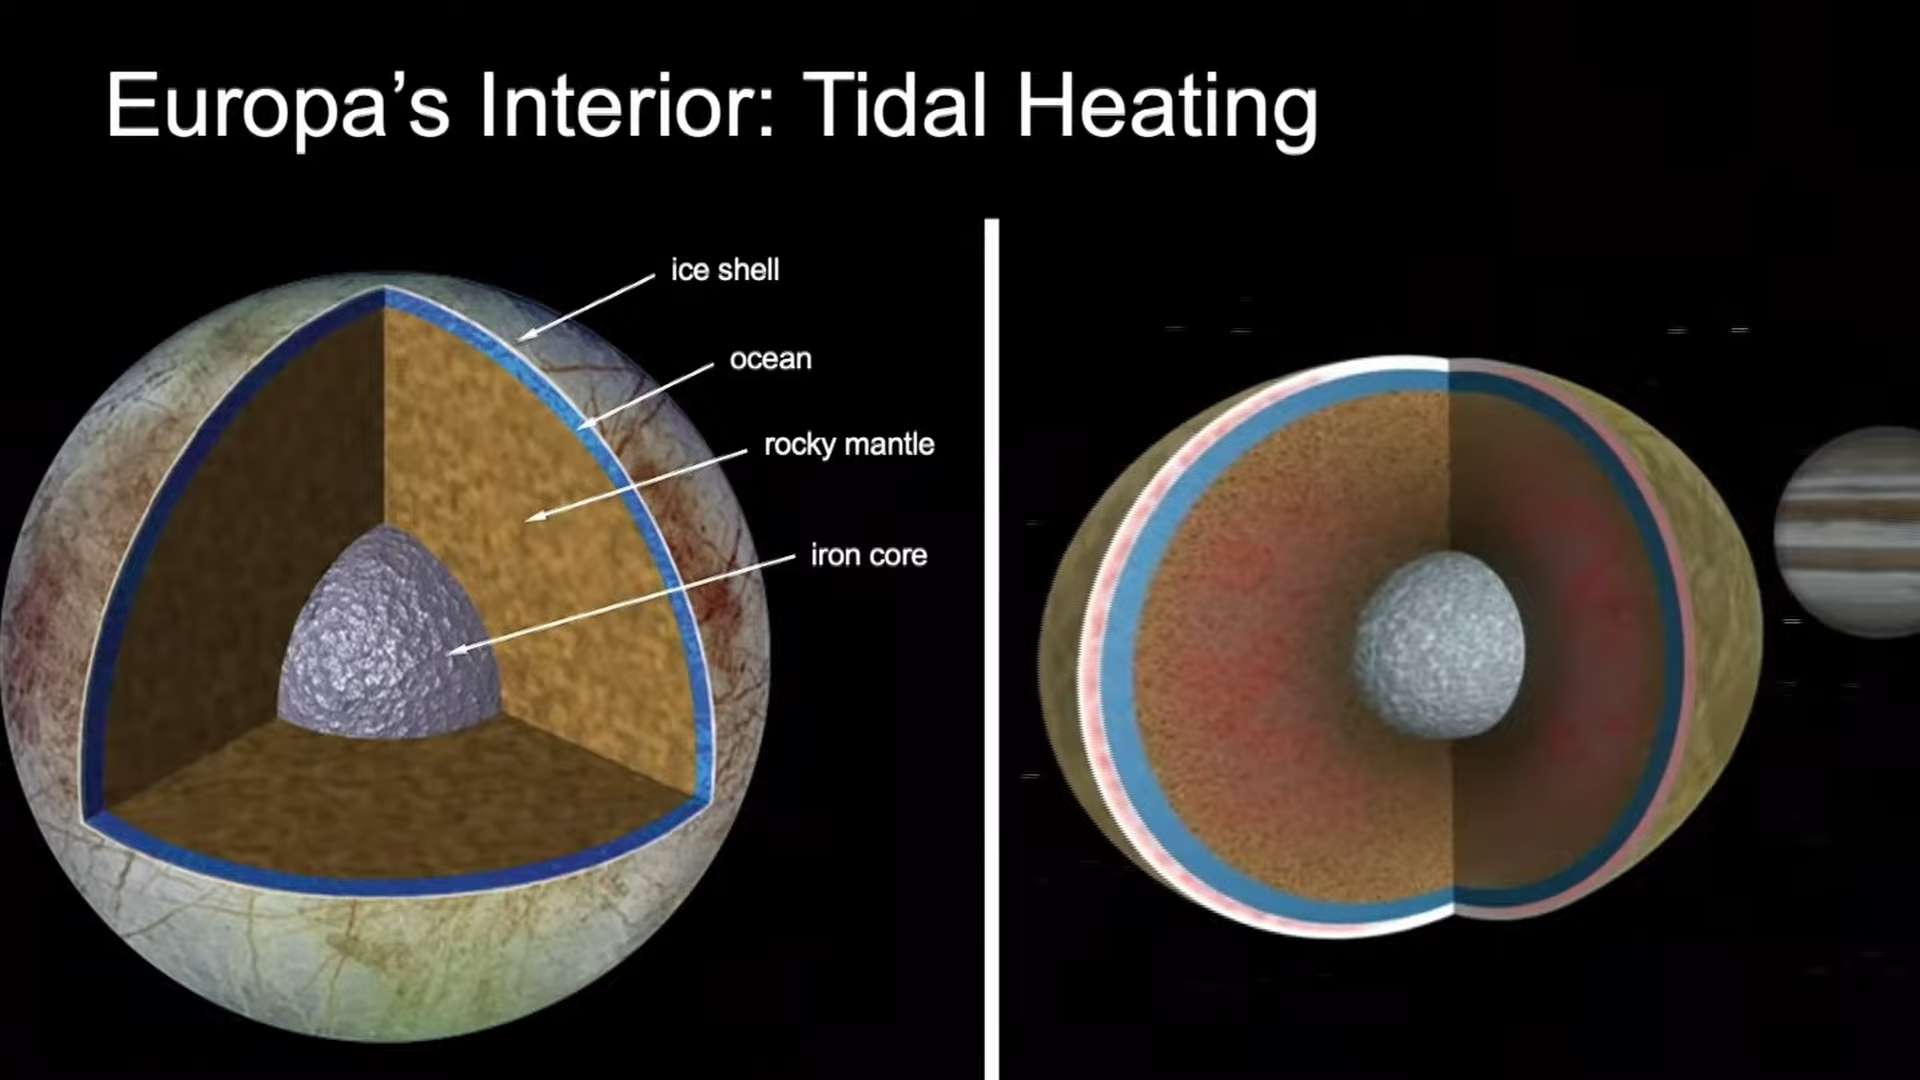 Europa’s Interior: Tidal Heating
ice shell
ocean
rocky mantle
iron core